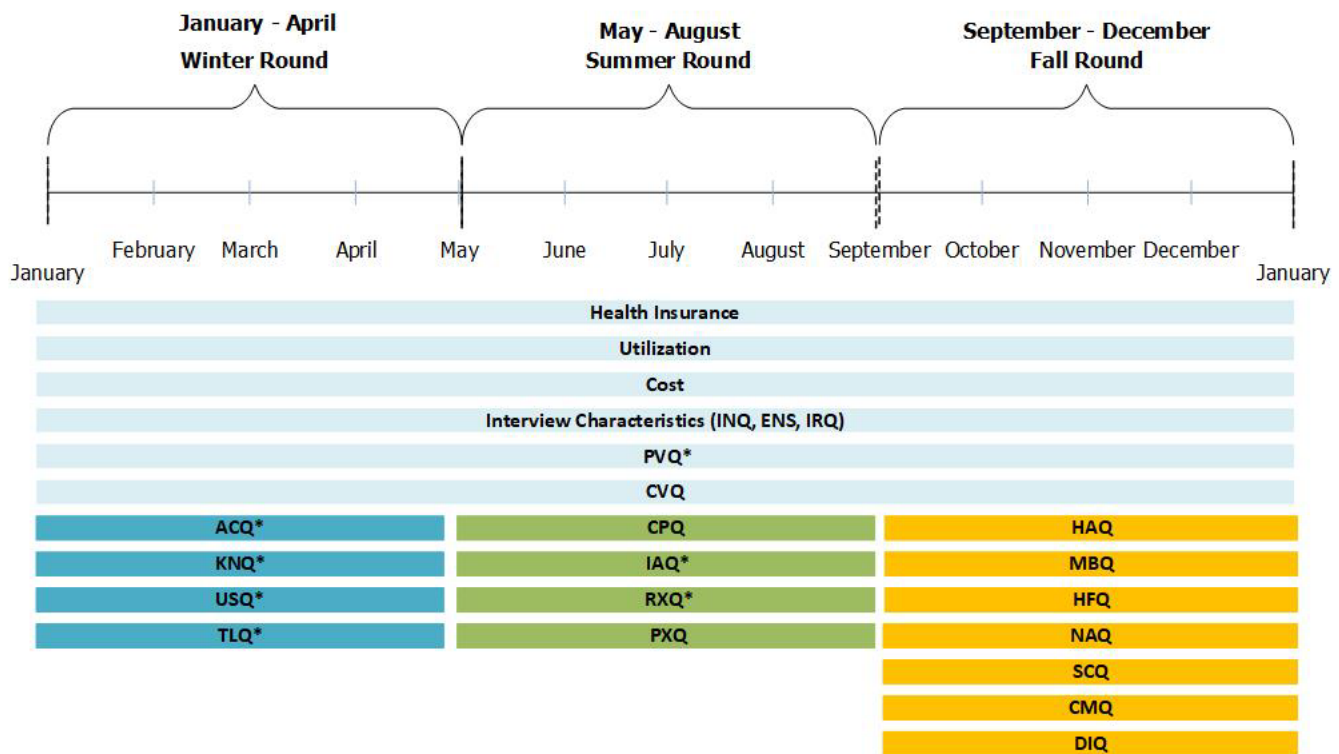 January - April
Winter Round
May - August
Summer Round
September - December
Fall Round
January
February
March
April
May
June
July
August
September
October
November
December
January
Health Insurance
Utilization
Cost
Interview Characteristics (INQ, ENS, IRQ)
PVQ*
CVQ
ACQ*
CPQ
HAQ
KNQ*
IAQ*
MBQ
USQ*
RXQ*
HFQ
TLQ*
PXQ
NAQ
SCQ
CMQ
DIQ